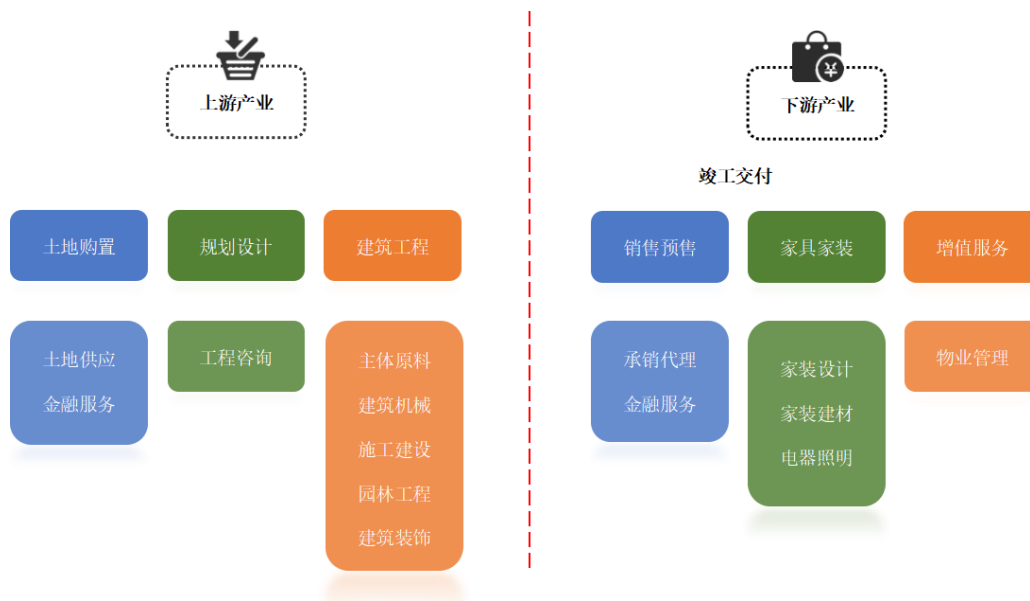 上游产业
土地购置
规划设计
建筑工程
土地供应
金融服务
工程咨询
主体原料
建筑机械
施工建设
园林工程
建筑装饰
¥
下游产业
竣工交付
销售预售
家具家装
增值服务
承销代理
金融服务
家装设计
家装建材
电器照明
物业管理